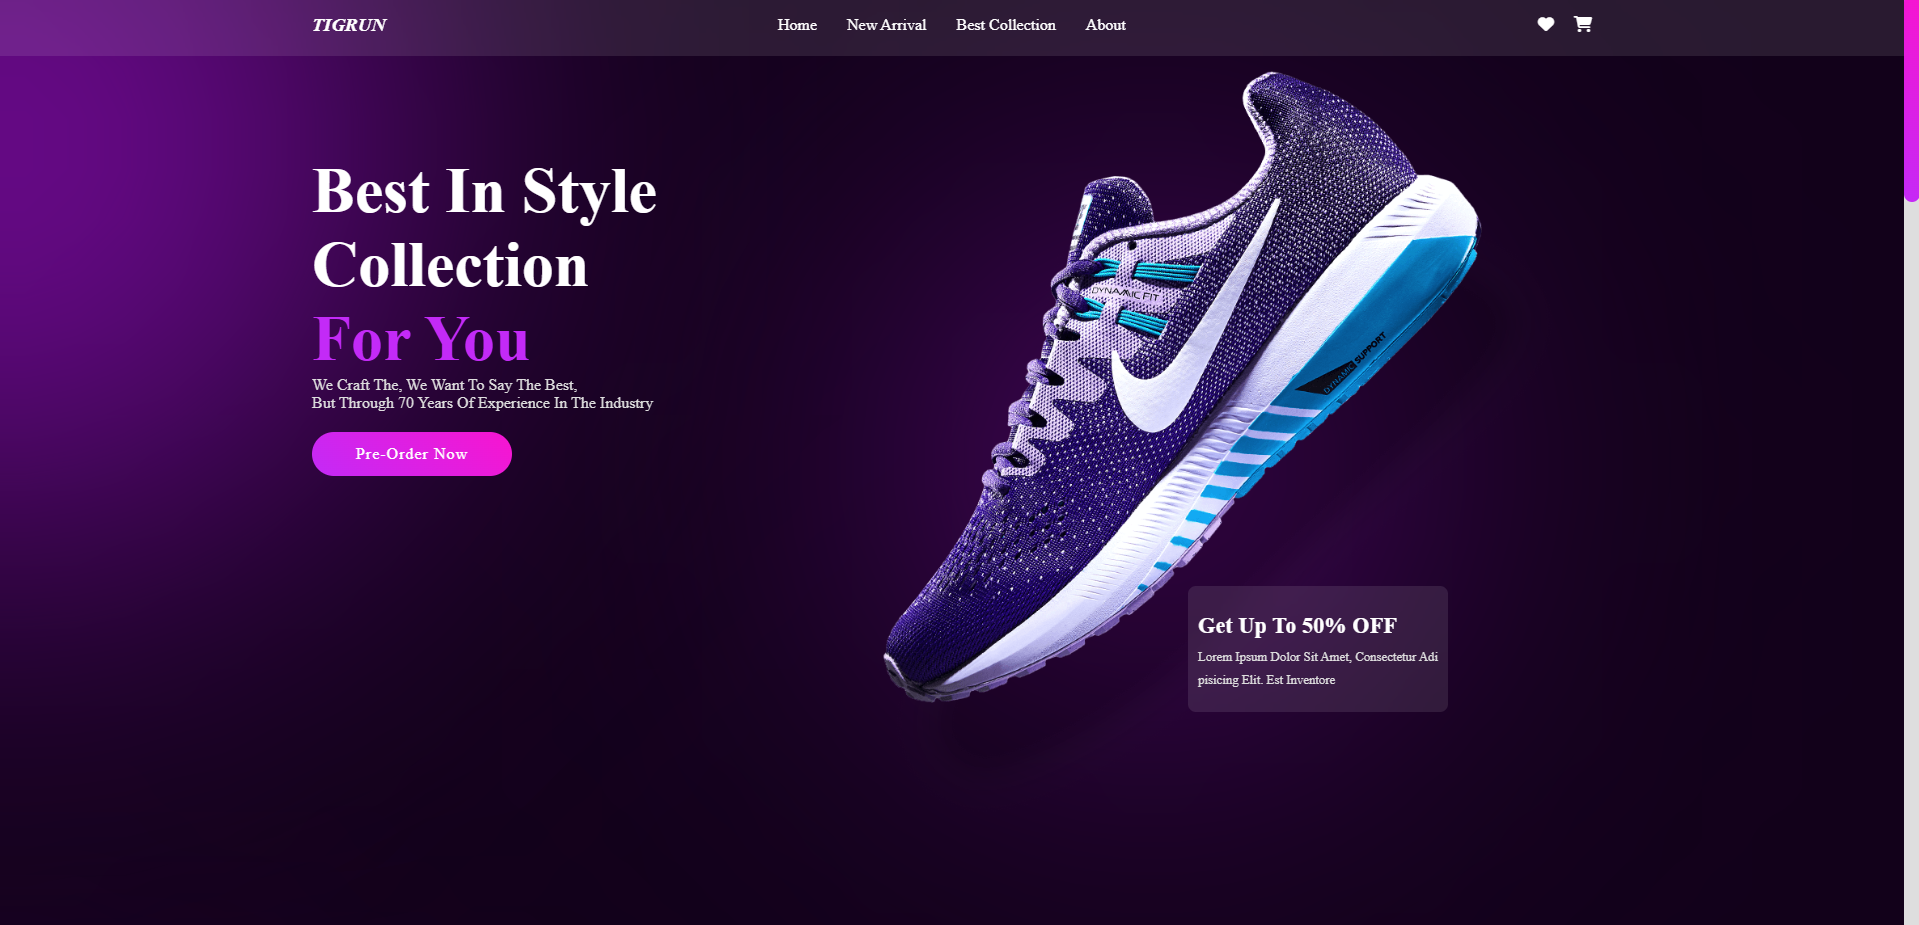 TIGRUN
Home
New Arrival
Best Collection
About
Best In Style
Collection
For You
We Craft The, We Want To Say The Best,
But Through 70 Years Of Experience In The Industry
Pre-Order Now
DYNAMIC FIT
DYNAMIC SUPPORT
Get Up To 50% OFF
Lorem Ipsum Dolor Sit Amet, Consectetur Adi
pisicing Elit. Est Inventore